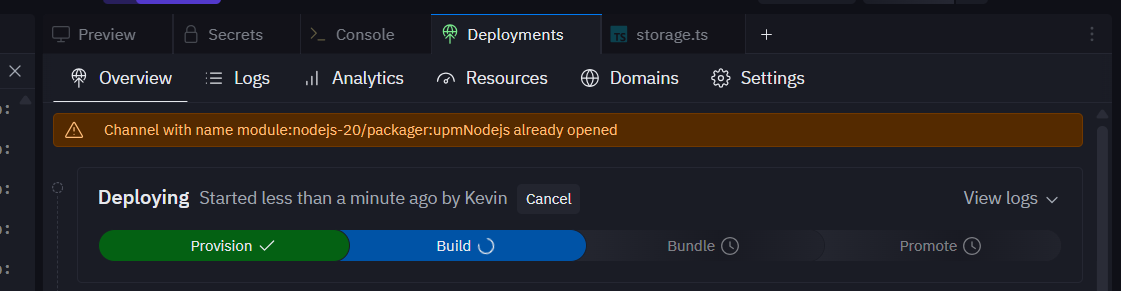 Preview Secrets Console Deployments TS storage.ts +
Overview Logs Analytics Resources Domains Settings
Channel with name module:nodejs-20/packager:upmNodejs already opened
Deploying Started less than a minute ago by Kevin Cancel View logs
Provision Build Bundle Promote